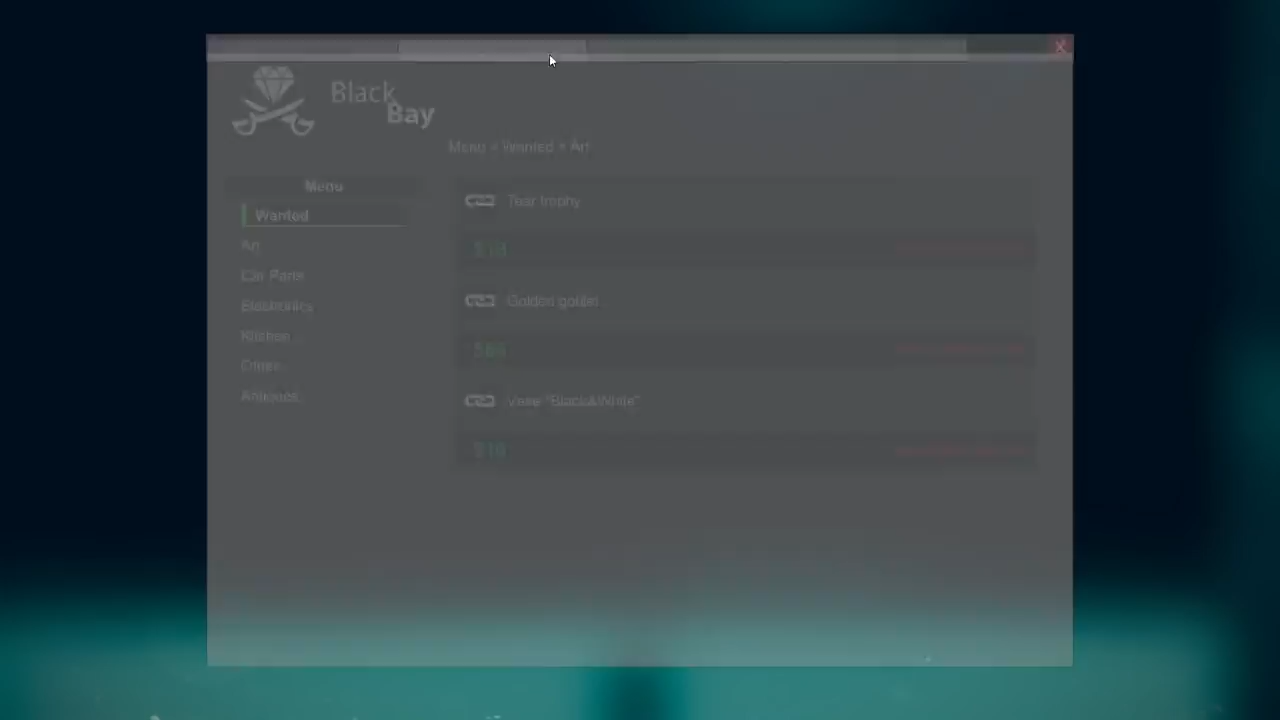 X
Black
Bay
Menu » Wanted » Art
Menu
Wanted
Art
Car Parts
Electronics
Kitchen
Other
Antiques
Tear trophy
Golden goblet
Vase "Black&White"